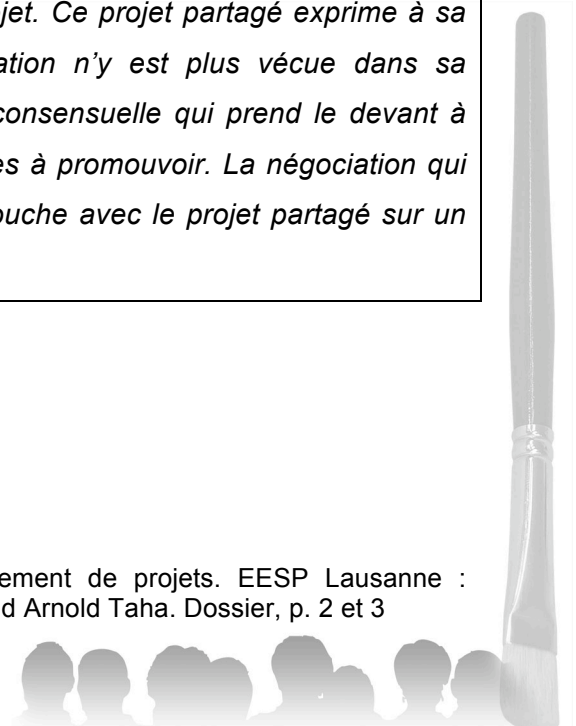 jet. Ce projet partagé exprime à sa
ation n'y est plus vécue dans sa
consensuelle qui prend le devant à
es à promouvoir. La négociation qui
ouche avec le projet partagé sur un
ement de projets. EESP Lausanne :
d Arnold Taha. Dossier, p. 2 et 3